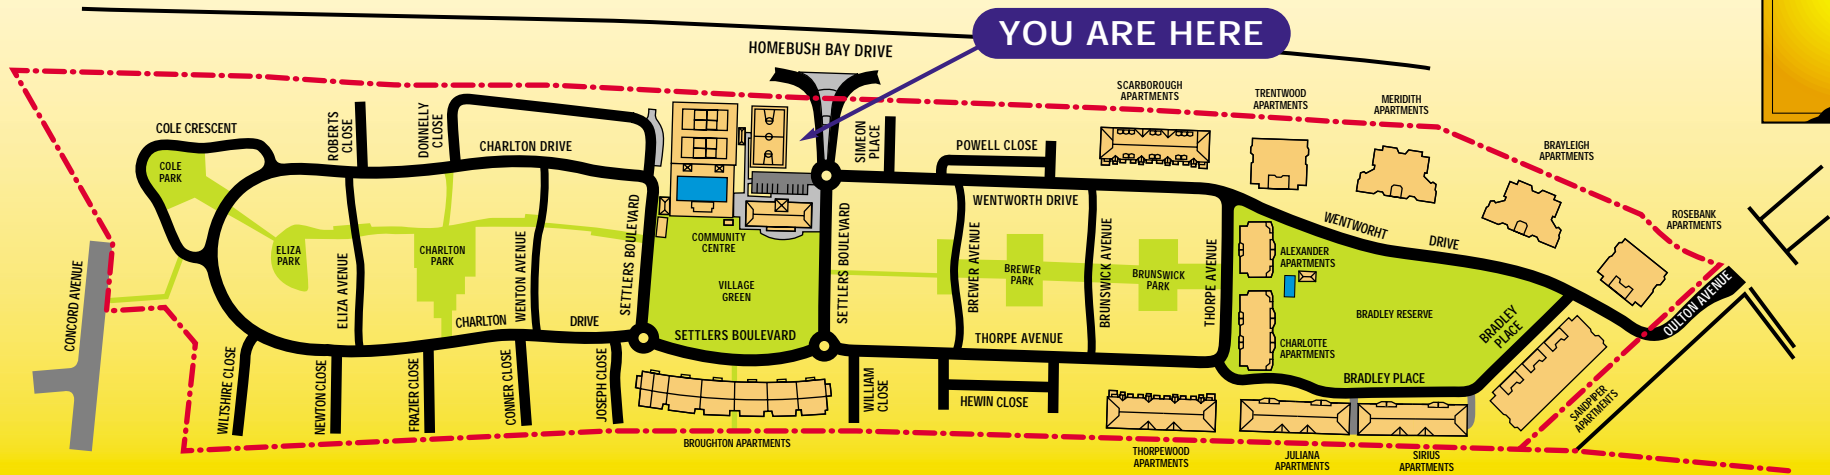 YOU ARE HERE
HOMEBUSH BAY DRIVE
SCARBOROUGH
APARTMENTS
TRENTWOOD
APARTMENTS
MERIDITH
APARTMENTS
BRAYLEIGH
APARTMENTS
ROSEBANK
APARTMENTS
COLE CRESCENT
ROBERTS
CLOSE
DONNELLY
CLOSE
CHARLTON DRIVE
SIMEON
PLACE
POWELL CLOSE
COLE
PARK
WENTWORTH DRIVE
WENTWORHT DRIVE
ELIZA
PARK
ELIZA AVENUE
CHARLTON
PARK
WENTON AVENUE
SETTLERS BOULEVARD
COMMUNITY
CENTRE
VILLAGE
GREEN
SETTLERS BOULEVARD
BREWER AVENUE
BREWER
PARK
BRUNSWICK AVENUE
BRUNSWICK
PARK
THORPE AVENUE
ALEXANDER
APARTMENTS
BRADLEY RESERVE
BRADLEY
PLACE
OULTON AVENUE
CONCORD AVENUE
CHARLTON DRIVE
SETTLERS BOULEVARD
THORPE AVENUE
CHARLOTTE
APARTMENTS
BRADLEY PLACE
WILTSHIRE CLOSE
NEWTON CLOSE
FRAZIER CLOSE
CONNER CLOSE
JOSEPH CLOSE
WILLIAM
CLOSE
HEWIN CLOSE
SANDPIPER
APARTMENTS
BROUGHTON APARTMENTS
THORPEWOOD
APARTMENTS
JULIANA
APARTMENTS
SIRIUS
APARTMENTS